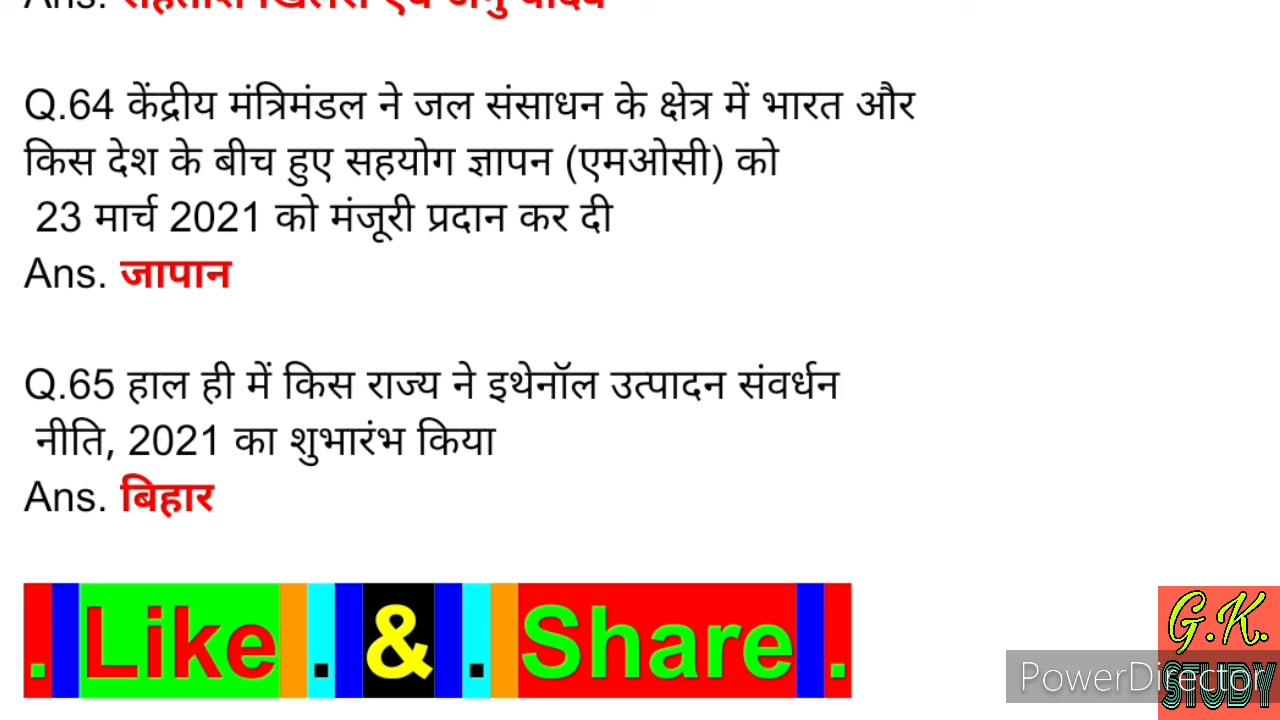 Ans.
Q.64 केंद्रीय मंत्रिमंडल ने जल संसाधन के क्षेत्र में भारत और
किस देश के बीच हुए सहयोग ज्ञापन (एमओसी) को
23 मार्च 2021 को मंजूरी प्रदान कर दी
Ans. जापान
Q.65 हाल ही में किस राज्य ने इथेनॉल उत्पादन संवर्धन
नीति, 2021 का शुभारंभ किया
Ans. बिहार
. Like . & . Share .
G.K.
STUDY
PowerDirector